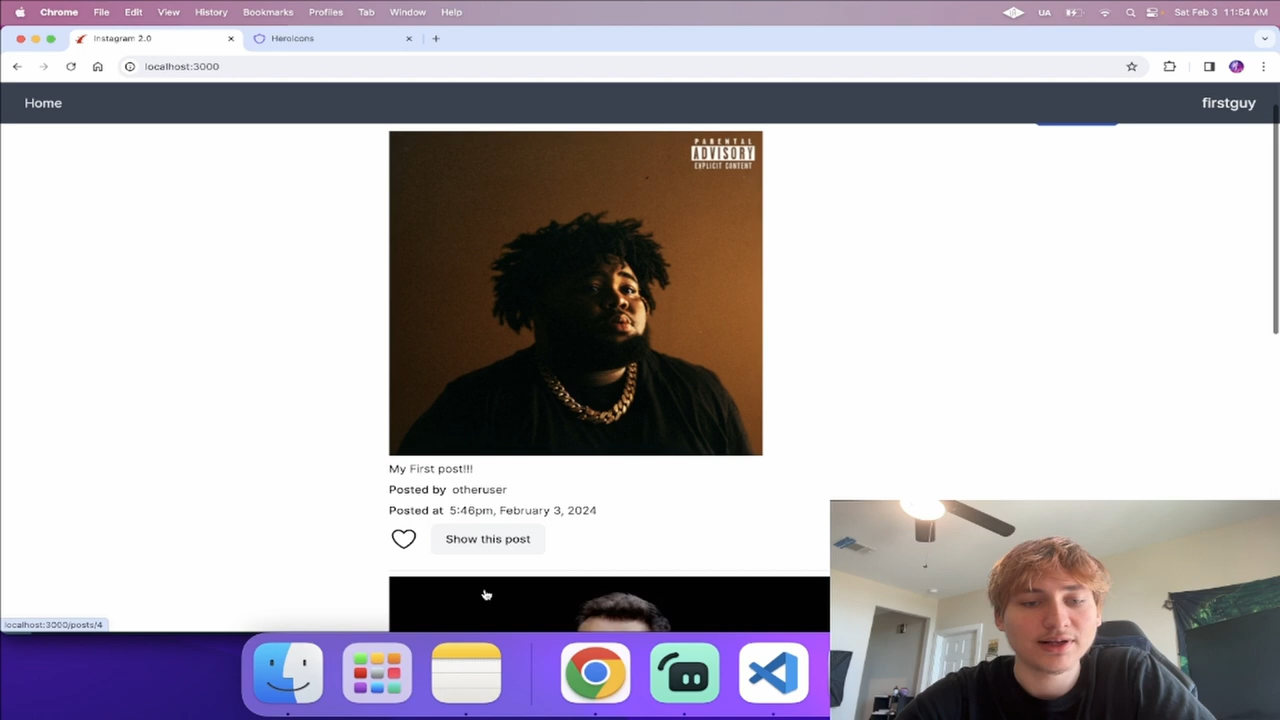 Chrome File Edit View History Bookmarks Profiles Tab Window Help UA Sat Feb 3 11:54 AM
Instagram 2.0 Heroicons
localhost:3000
Home firstguy
PARENTAL
ADVISORY
EXPLICIT CONTENT
My First post!!!
Posted by otheruser
Posted at 5:46pm, February 3, 2024
Show this post
localhost:3000/posts/4